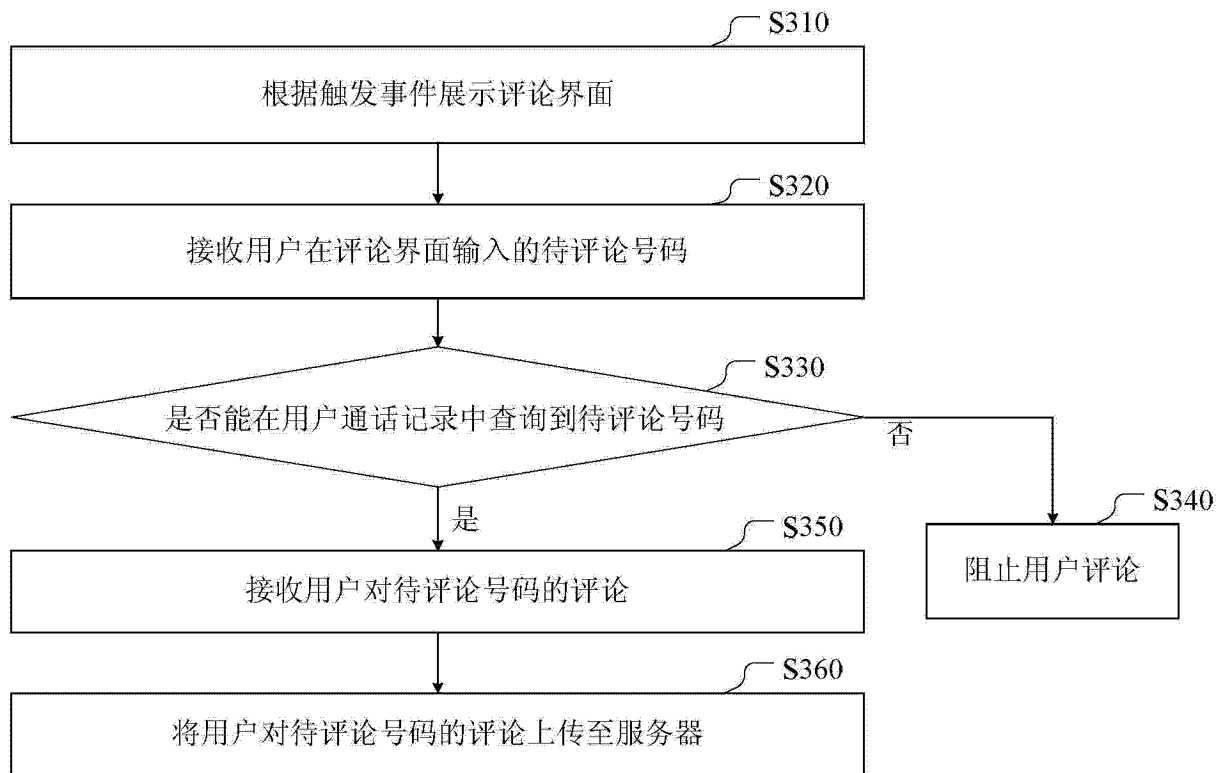 S310
根据触发事件展示评论界面
S320
接收用户在评论界面输入的待评论号码
S330
是否能在用户通话记录中查询到待评论号码
否
S340
阻止用户评论
是
S350
接收用户对待评论号码的评论
S360
将用户对待评论号码的评论上传至服务器